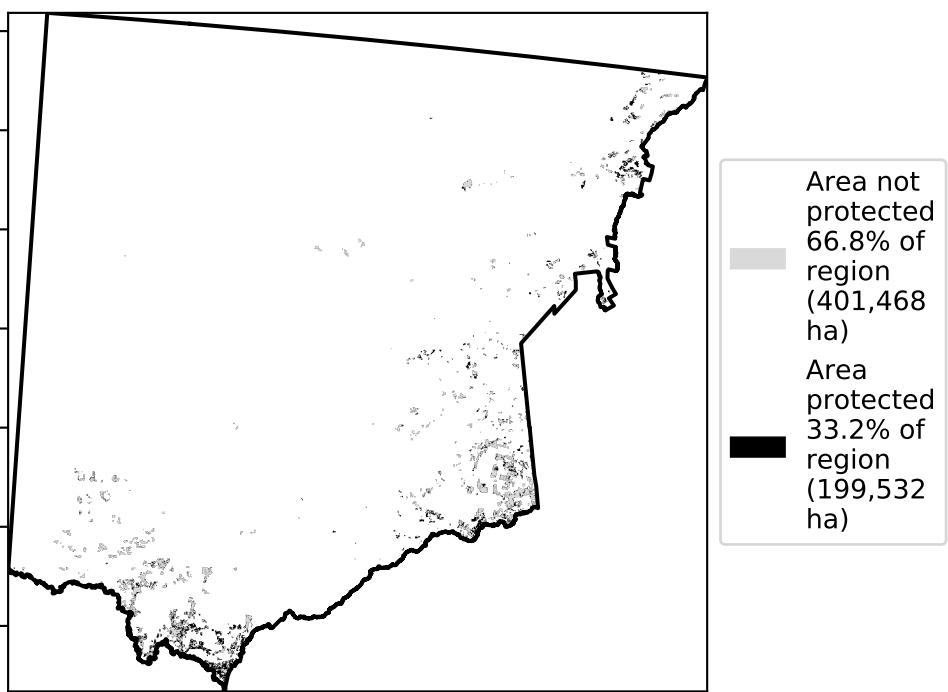 Area not
protected
66.8% of
region
(401,468
ha)
Area
protected
33.2% of
region
(199,532
ha)